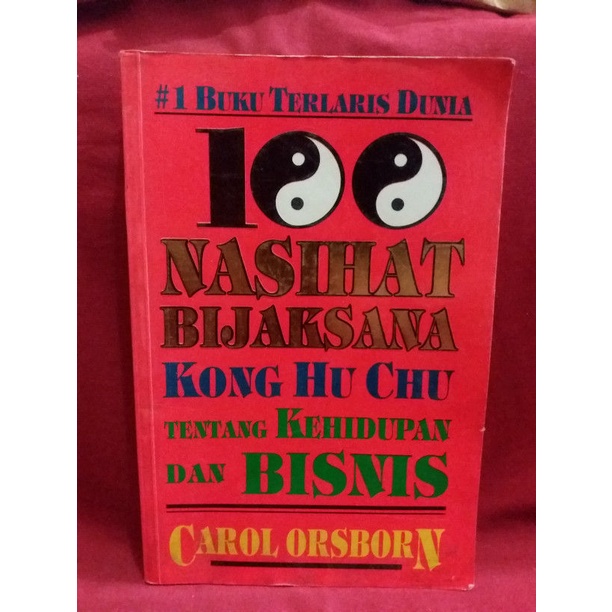 #1 BUKU TERLARIS DUNIA
100
NASIHAT
BIJAKSANA
KONG HU CHU
TENTANG KEHIDUPAN
DAN BISNIS
CAROL ORSBORN